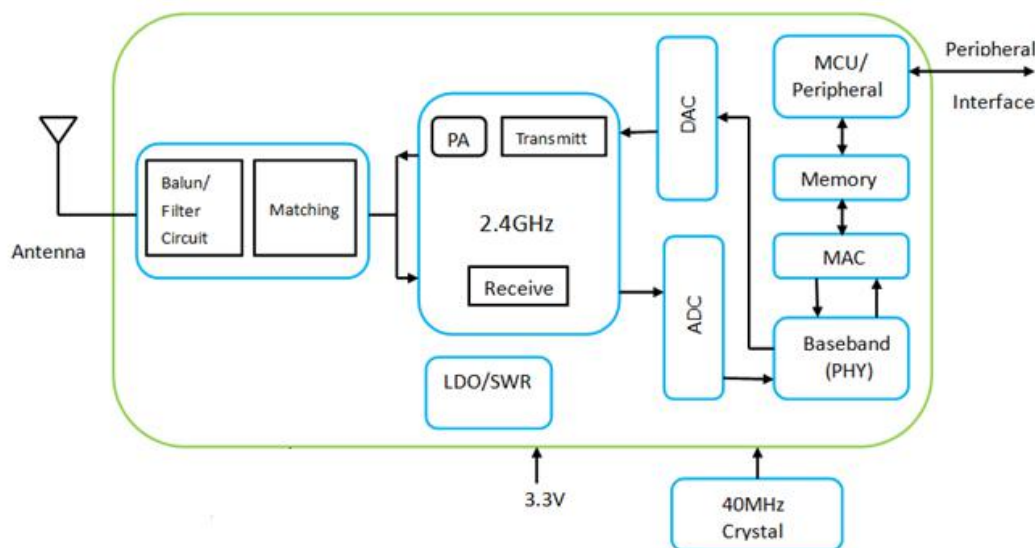 Antenna
Balun/
Filter
Circuit
Matching
PA
Transmitt
2.4GHz
Receive
LDO/SWR
DAC
ADC
MCU/
Peripheral
Memory
MAC
Baseband
(PHY)
Peripheral
Interface
3.3V
40MHz
Crystal